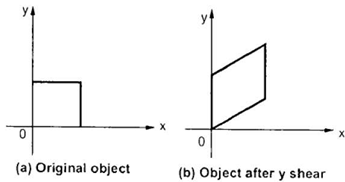 y
x
0
(a) Original object
y
x
0
(b) Object after y shear